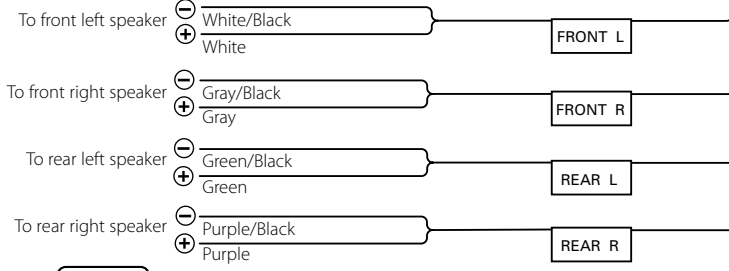 To front left speaker ⊖ White/Black
⊕ White
FRONT L
To front right speaker ⊖ Gray/Black
⊕ Gray
FRONT R
To rear left speaker ⊖ Green/Black
⊕ Green
REAR L
To rear right speaker ⊖ Purple/Black
⊕ Purple
REAR R